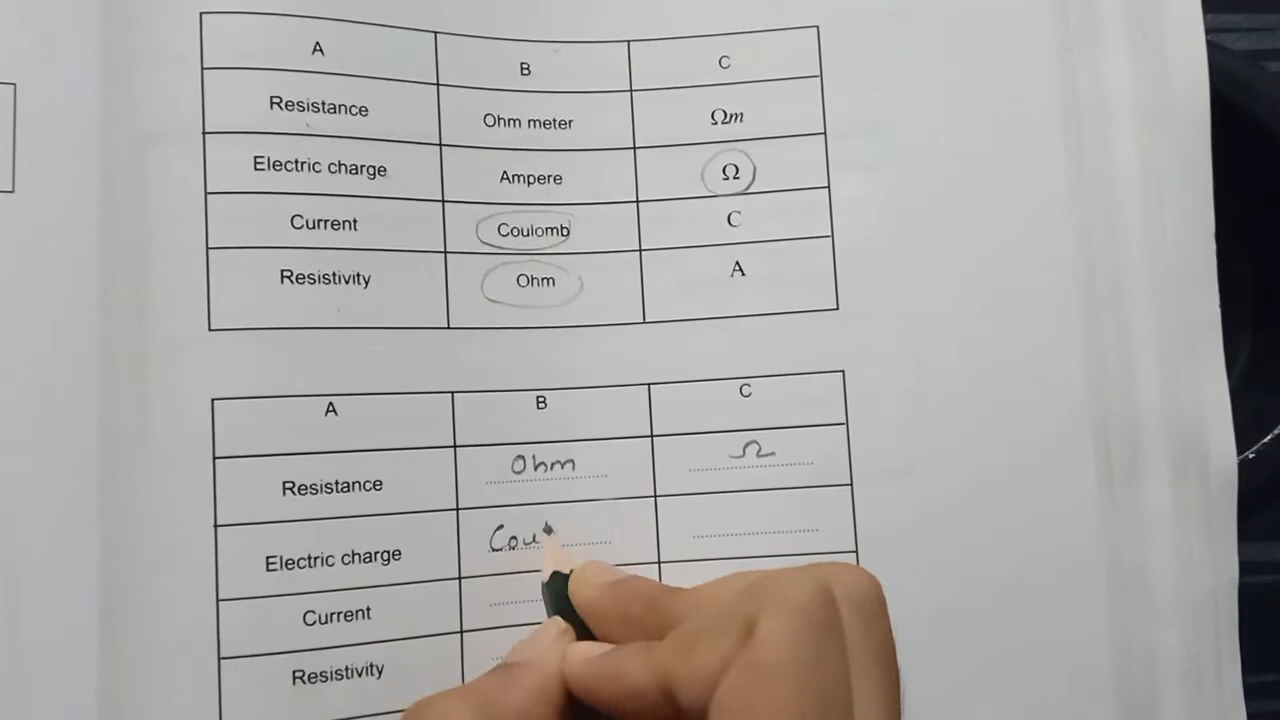 A B C
Resistance Ohm meter Ωm
Electric charge Ampere Ω
Current Coulomb C
Resistivity Ohm A
A B C
Resistance Ohm Ω
Electric charge Cou
Current
Resistivity